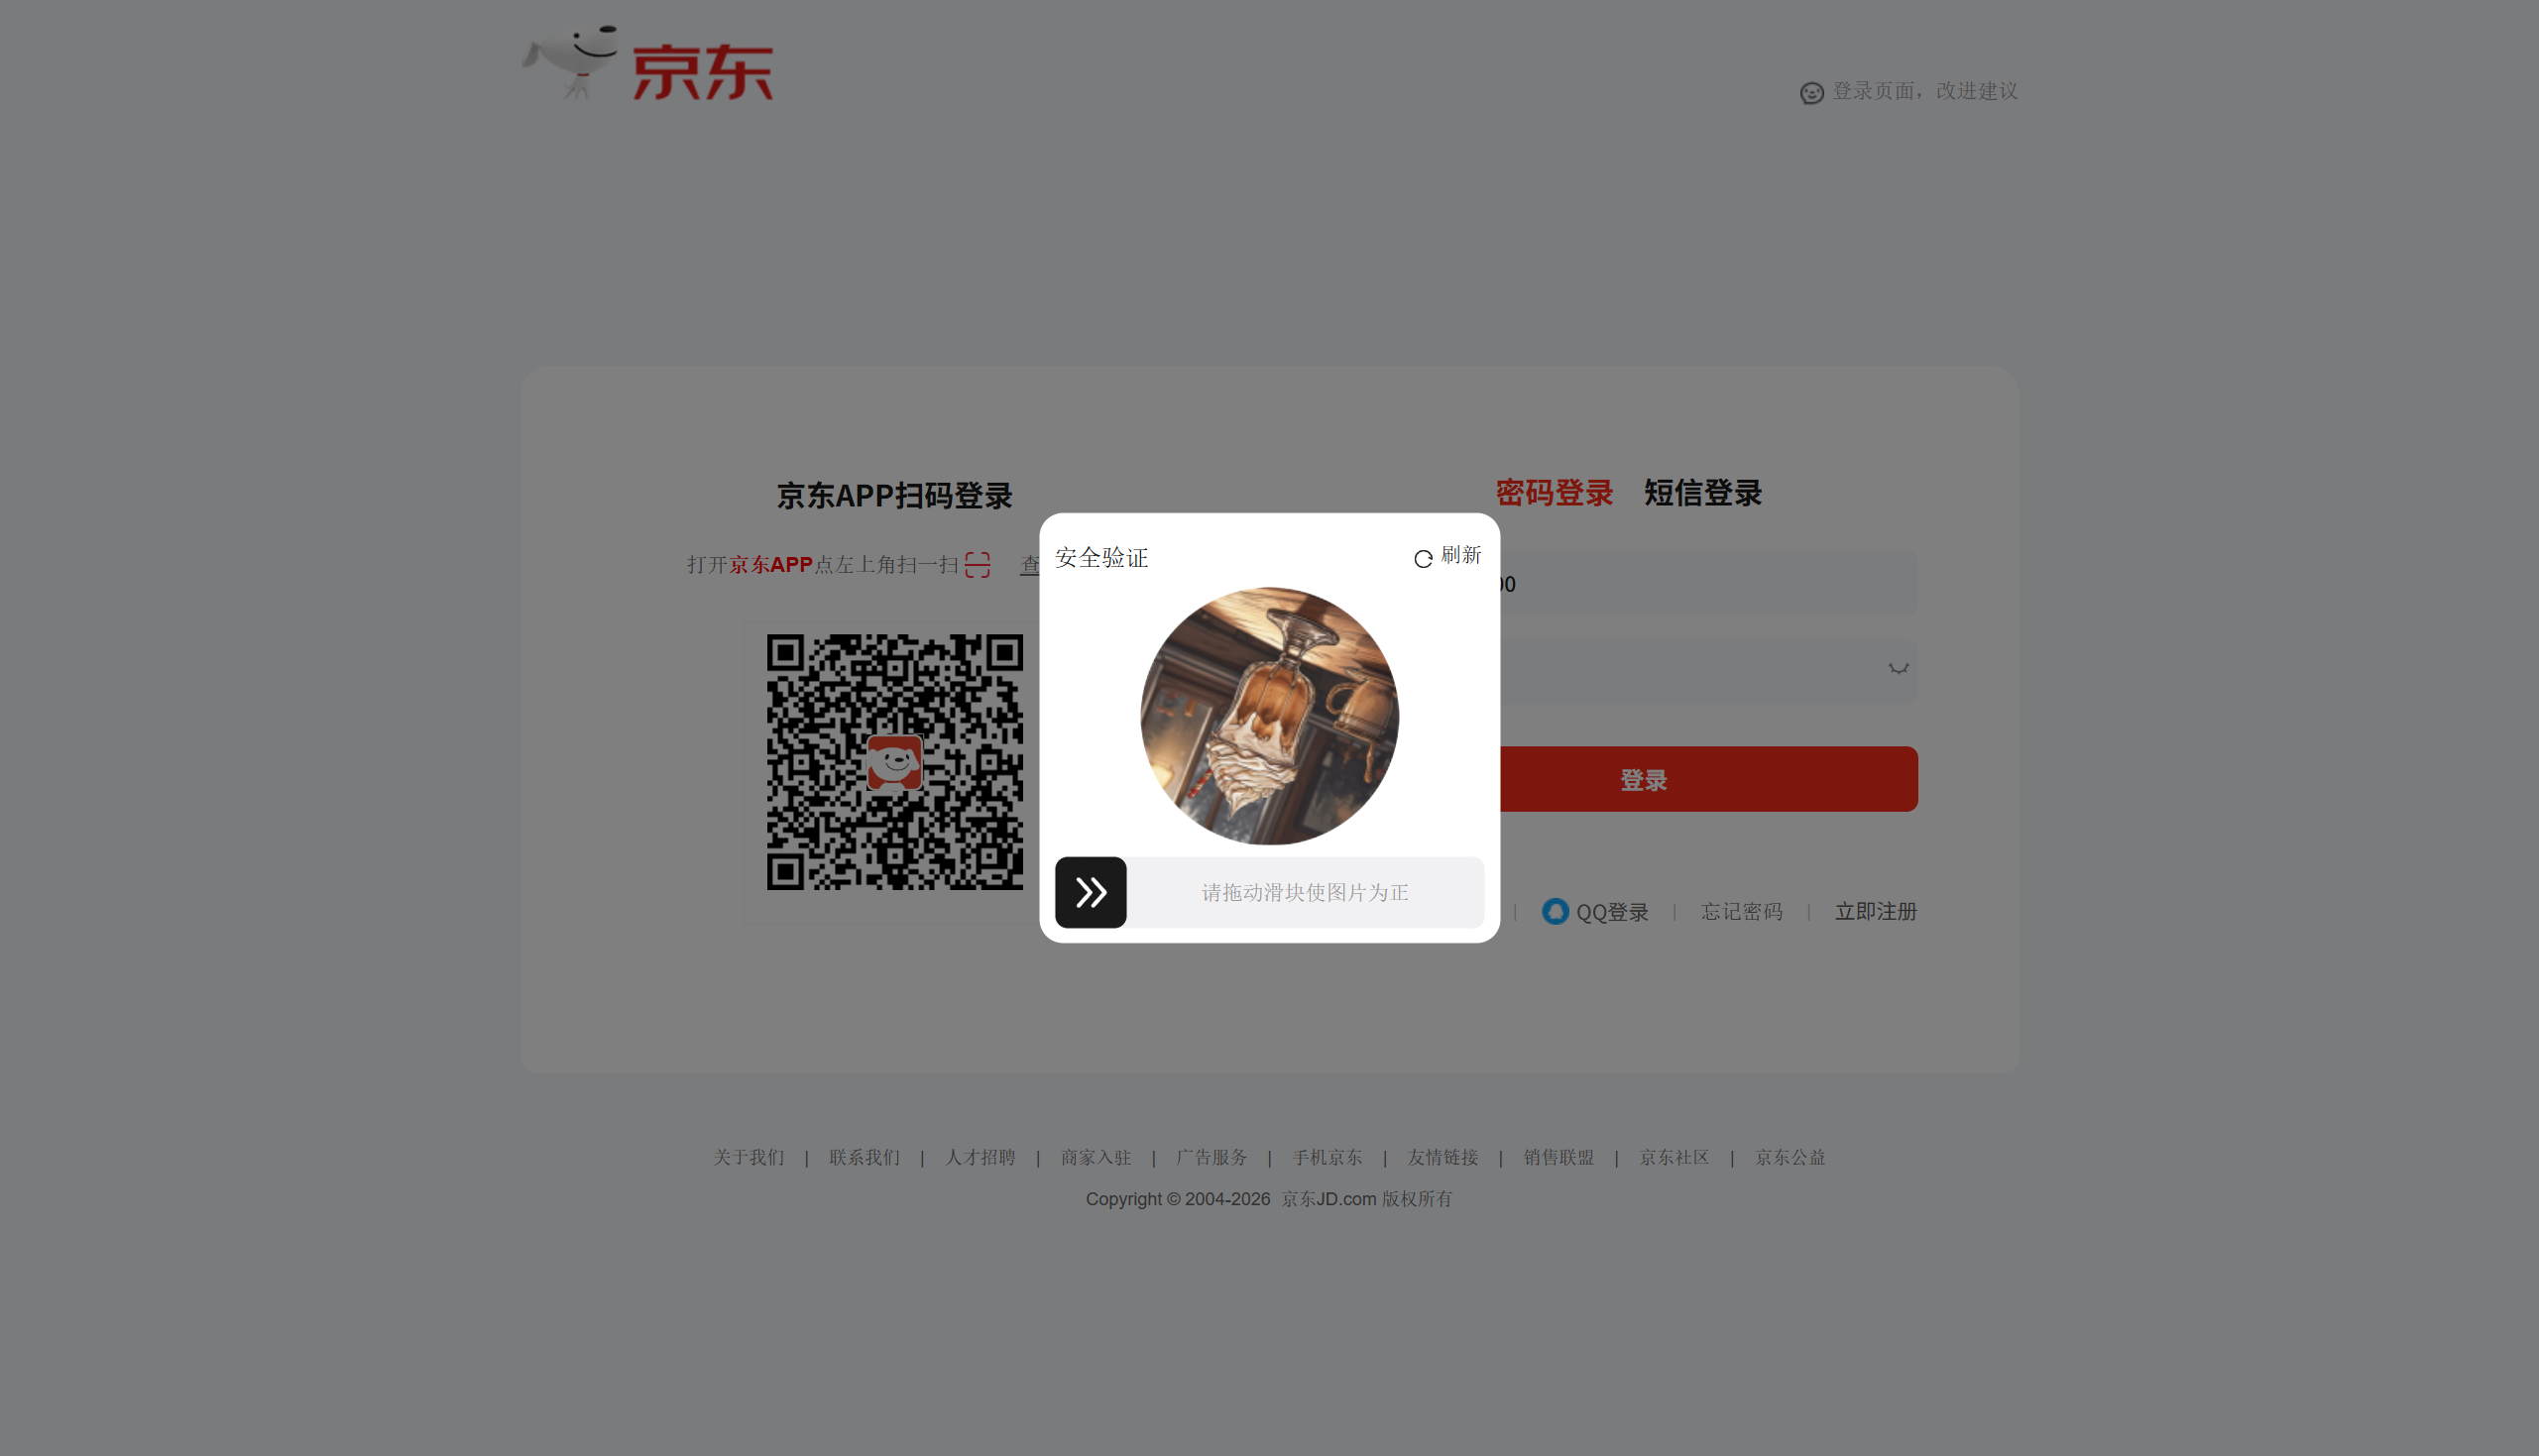 京东
登录页面，改进建议
京东APP扫码登录
密码登录 短信登录
打开京东APP点左上角扫一扫 查
安全验证
刷新
00
登录
请拖动滑块使图片为正
QQ登录 | 忘记密码 | 立即注册
关于我们 | 联系我们 | 人才招聘 | 商家入驻 | 广告服务 | 手机京东 | 友情链接 | 销售联盟 | 京东社区 | 京东公益
Copyright © 2004-2026 京东JD.com 版权所有